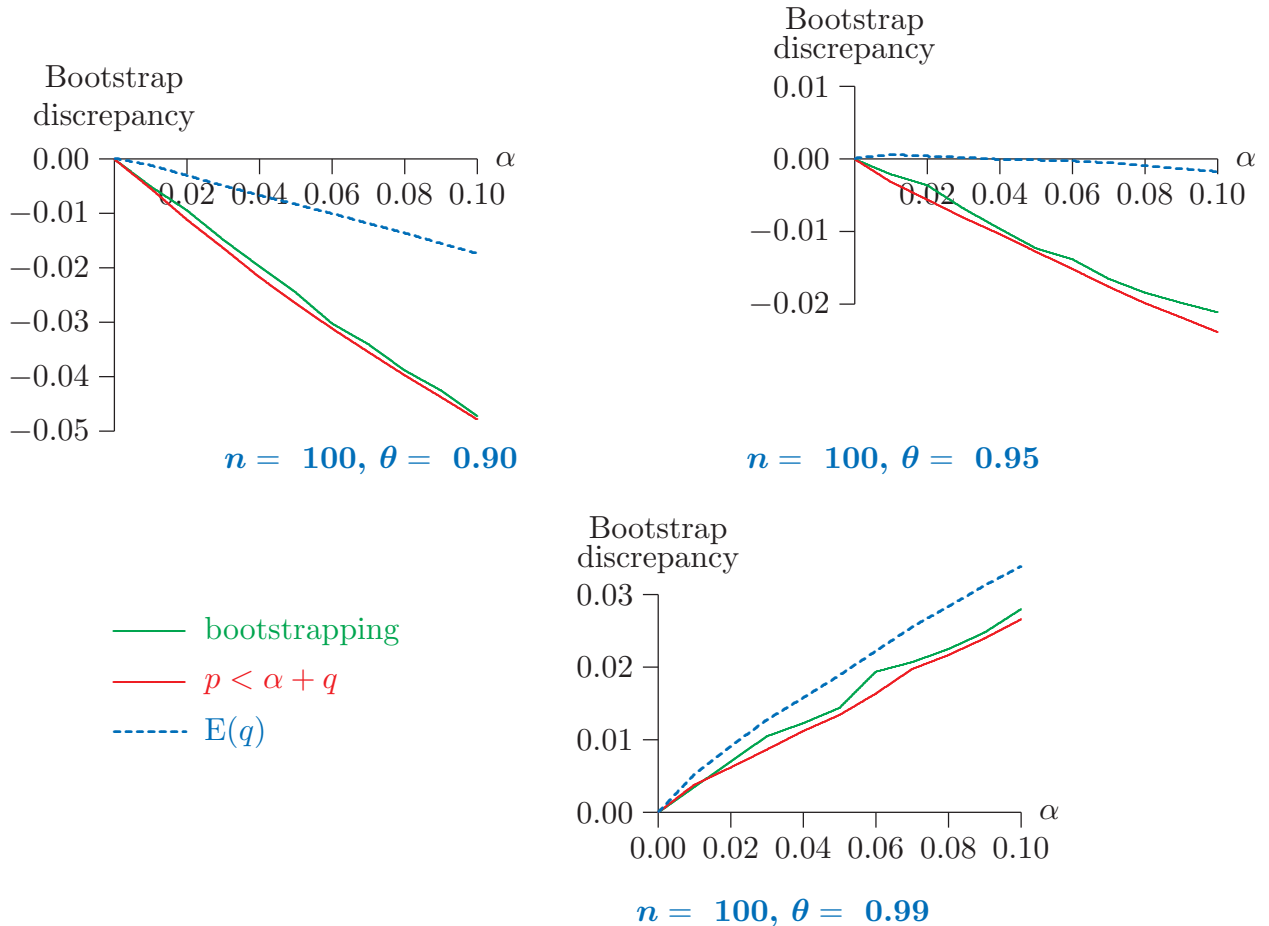 Bootstrap
discrepancy
0.00
−0.01
−0.02
−0.03
−0.04
−0.05
0.02 0.04 0.06 0.08 0.10
α
n = 100, θ = 0.90
Bootstrap
discrepancy
0.01
0.00
−0.01
−0.02
0.02 0.04 0.06 0.08 0.10
α
n = 100, θ = 0.95
bootstrapping
p < α + q
E(q)
Bootstrap
discrepancy
0.03
0.02
0.01
0.00
0.00 0.02 0.04 0.06 0.08 0.10
α
n = 100, θ = 0.99